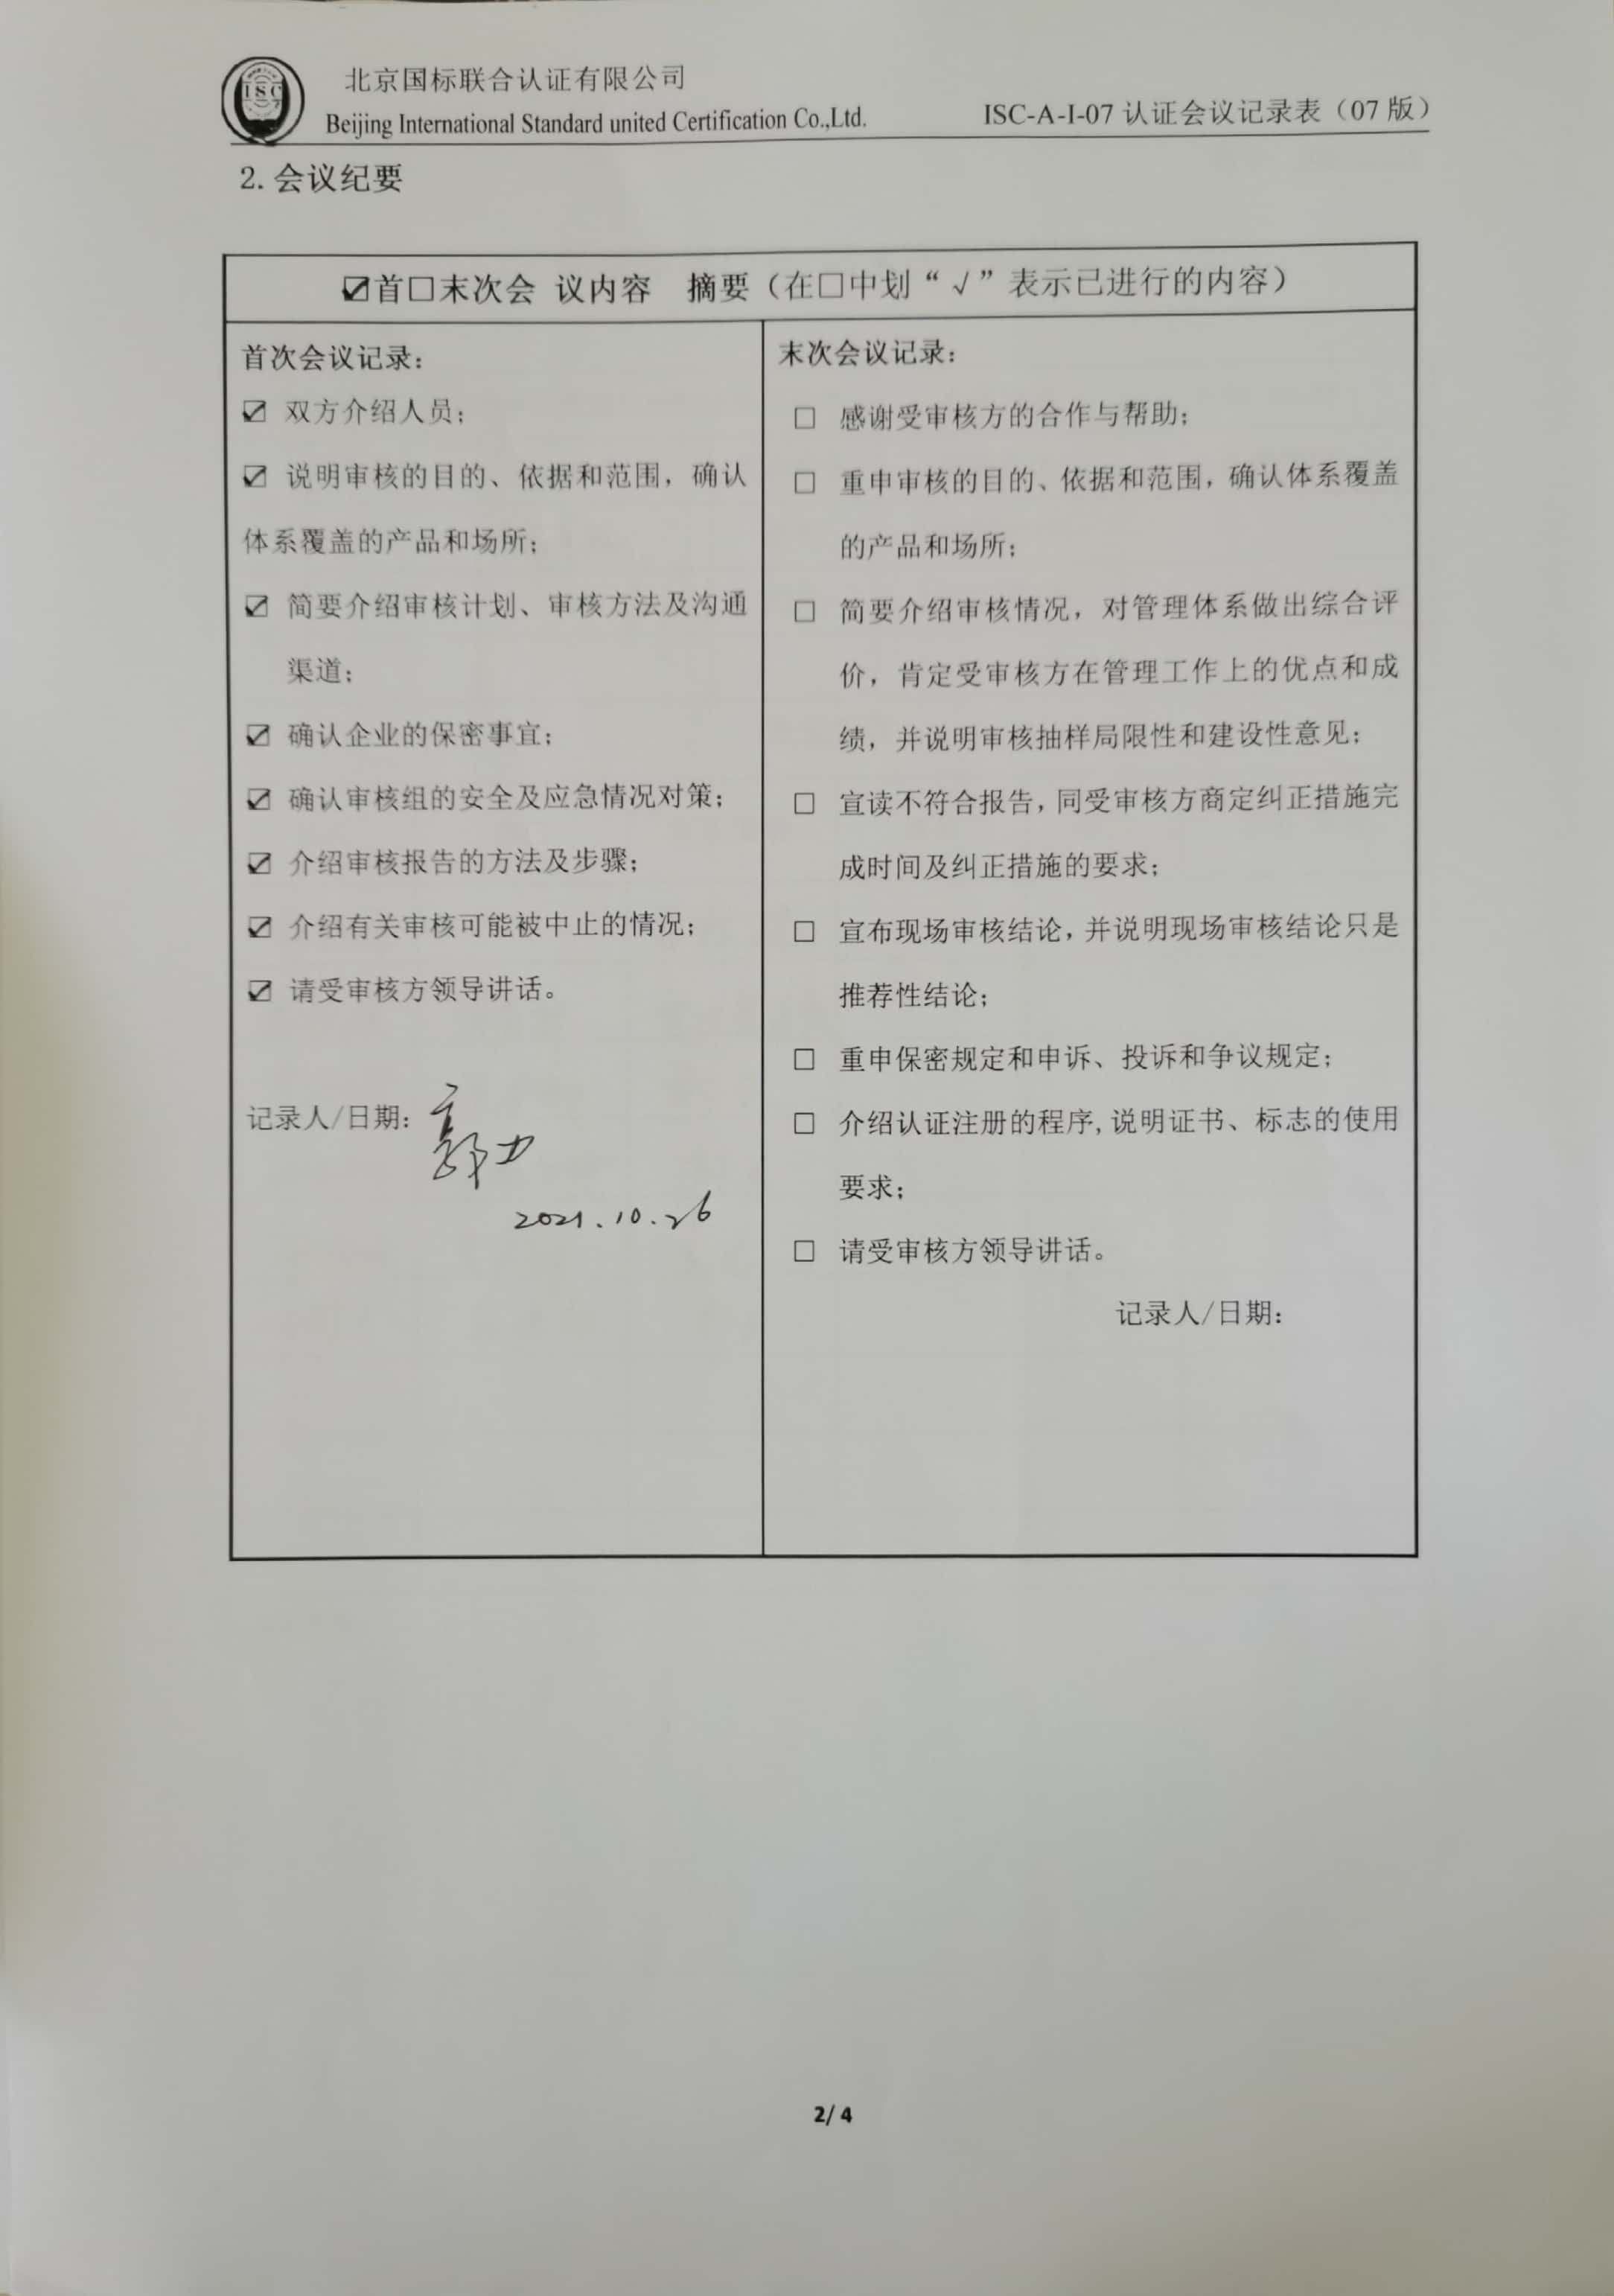 ISC
北京国标联合认证有限公司
Beijing International Standard united Certification Co.,Ltd.
ISC-A-I-07 认证会议记录表（07 版）
2. 会议纪要
☑首□末次会 议内容 摘要（在□中划“√”表示已进行的内容）
首次会议记录：
☑ 双方介绍人员；
☑ 说明审核的目的、依据和范围，确认
体系覆盖的产品和场所；
☑ 简要介绍审核计划、审核方法及沟通
渠道；
☑ 确认企业的保密事宜；
☑ 确认审核组的安全及应急情况对策；
☑ 介绍审核报告的方法及步骤；
☑ 介绍有关审核可能被中止的情况；
☑ 请受审核方领导讲话。
记录人/日期：郭力
2021.10.26
末次会议记录：
□ 感谢受审核方的合作与帮助；
□ 重申审核的目的、依据和范围，确认体系覆盖
的产品和场所；
□ 简要介绍审核情况，对管理体系做出综合评
价，肯定受审核方在管理工作上的优点和成
绩，并说明审核抽样局限性和建设性意见；
□ 宣读不符合报告，同受审核方商定纠正措施完
成时间及纠正措施的要求；
□ 宣布现场审核结论，并说明现场审核结论只是
推荐性结论；
□ 重申保密规定和申诉、投诉和争议规定；
□ 介绍认证注册的程序,说明证书、标志的使用
要求；
□ 请受审核方领导讲话。
记录人/日期：
2/ 4